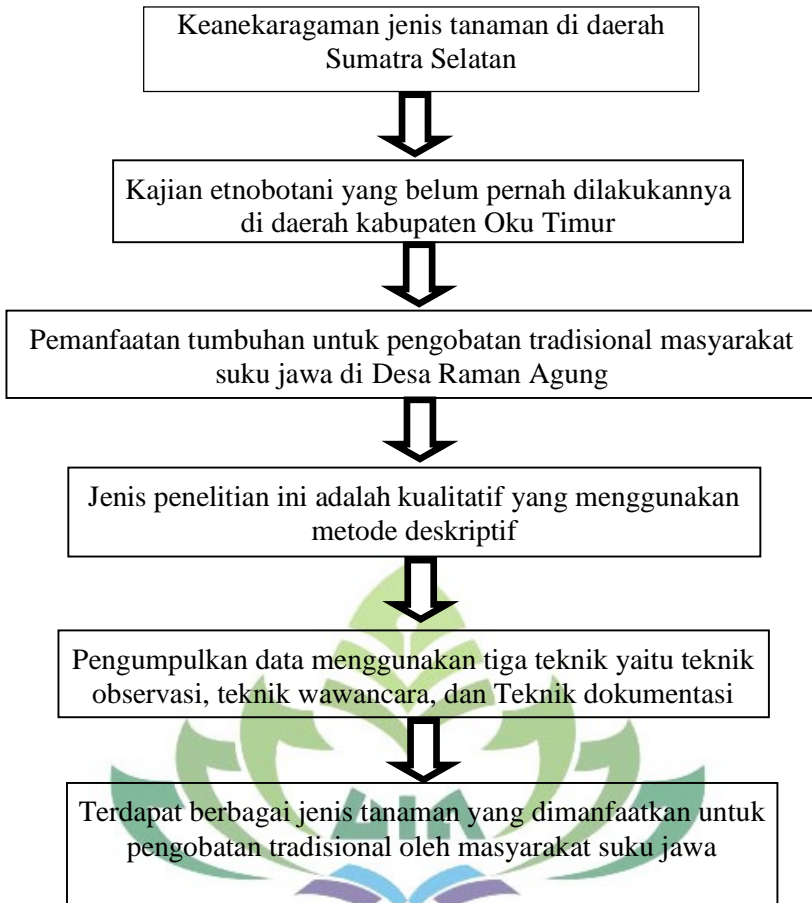 Keanekaragaman jenis tanaman di daerah
Sumatra Selatan
Kajian etnobotani yang belum pernah dilakukannya
di daerah kabupaten Oku Timur
Pemanfaatan tumbuhan untuk pengobatan tradisional masyarakat
suku jawa di Desa Raman Agung
Jenis penelitian ini adalah kualitatif yang menggunakan
metode deskriptif
Pengumpulkan data menggunakan tiga teknik yaitu teknik
observasi, teknik wawancara, dan Teknik dokumentasi
Terdapat berbagai jenis tanaman yang dimanfaatkan untuk
pengobatan tradisional oleh masyarakat suku jawa